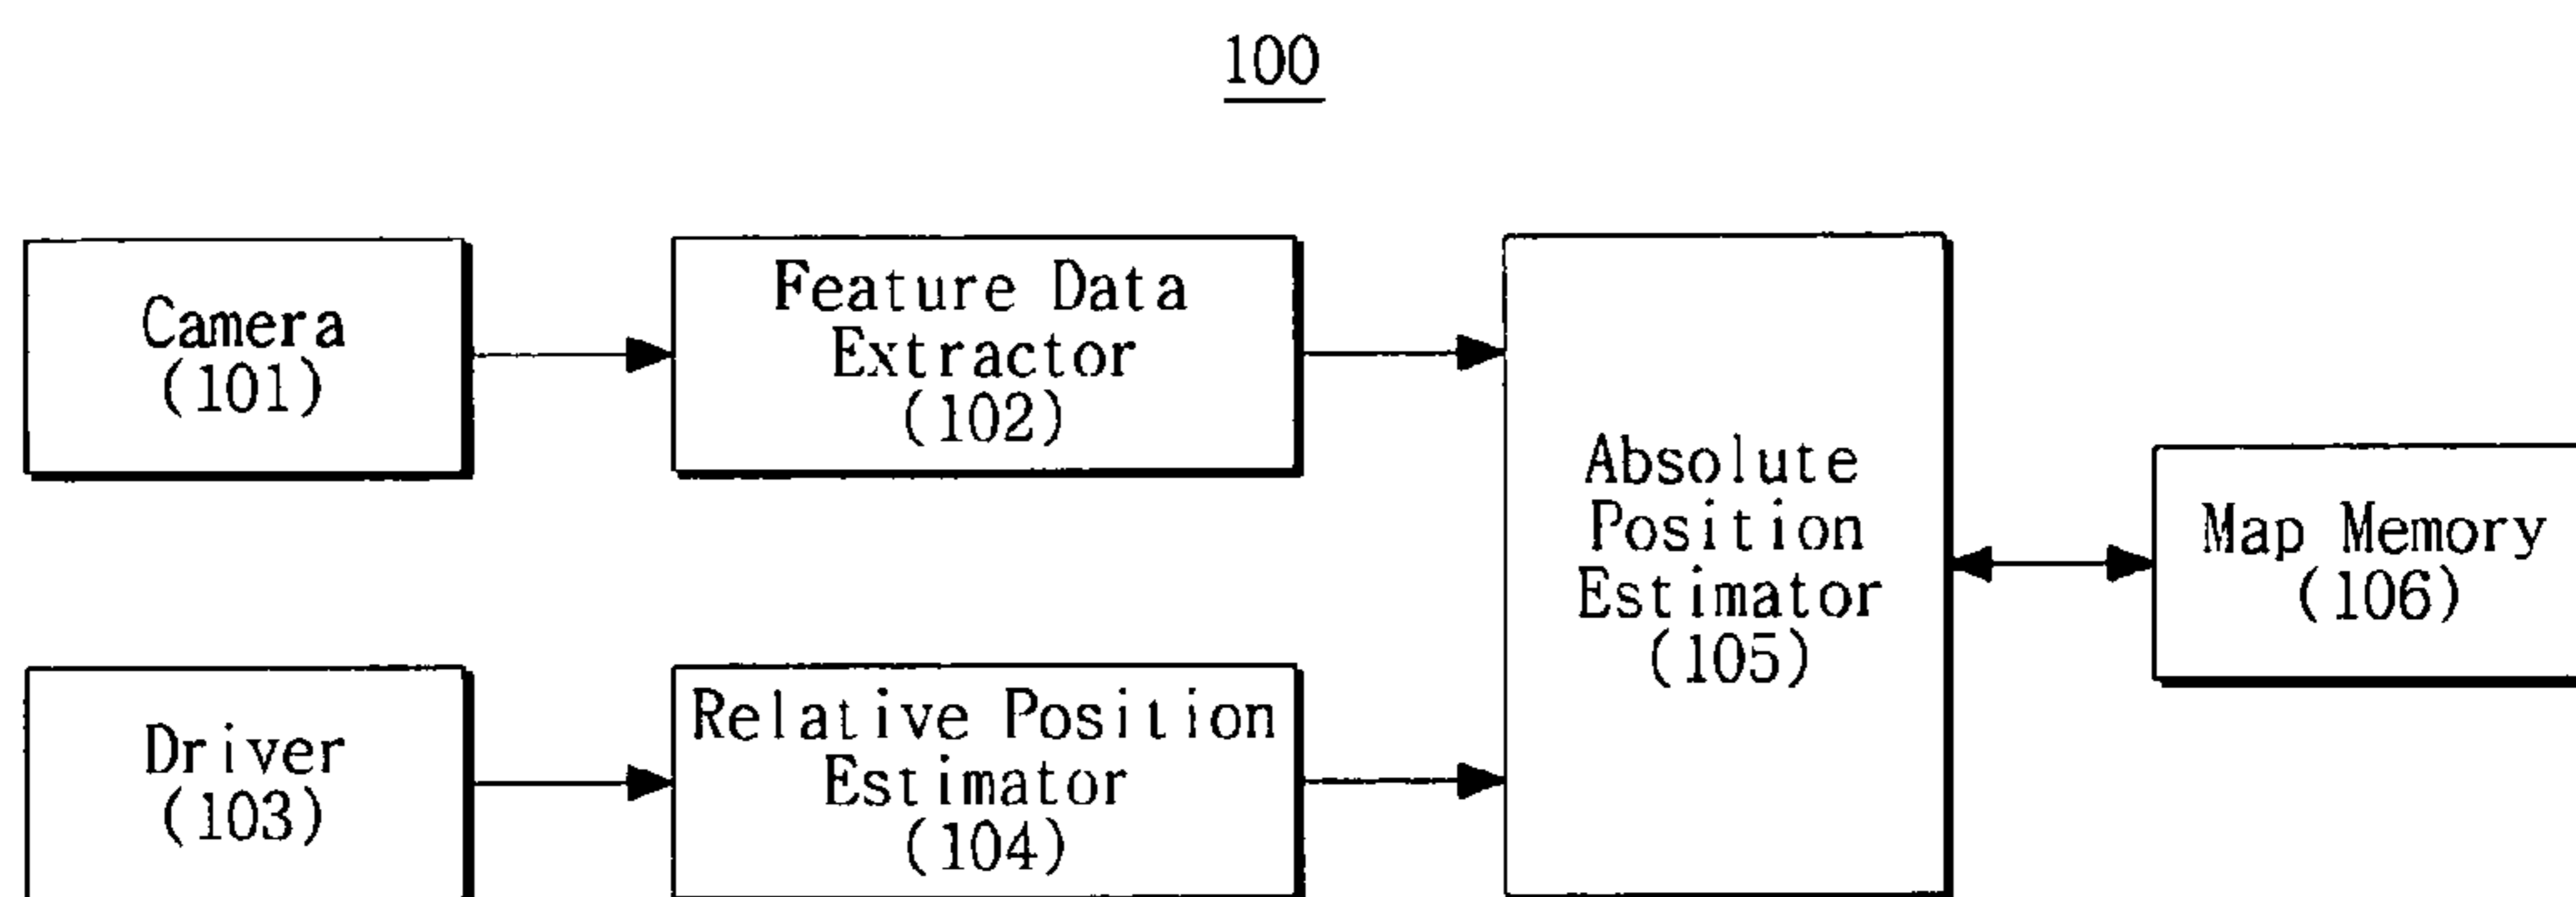 100
Camera
(101)
Feature Data
Extractor
(102)
Absolute
Position
Estimator
(105)
Map Memory
(106)
Driver
(103)
Relative Position
Estimator
(104)